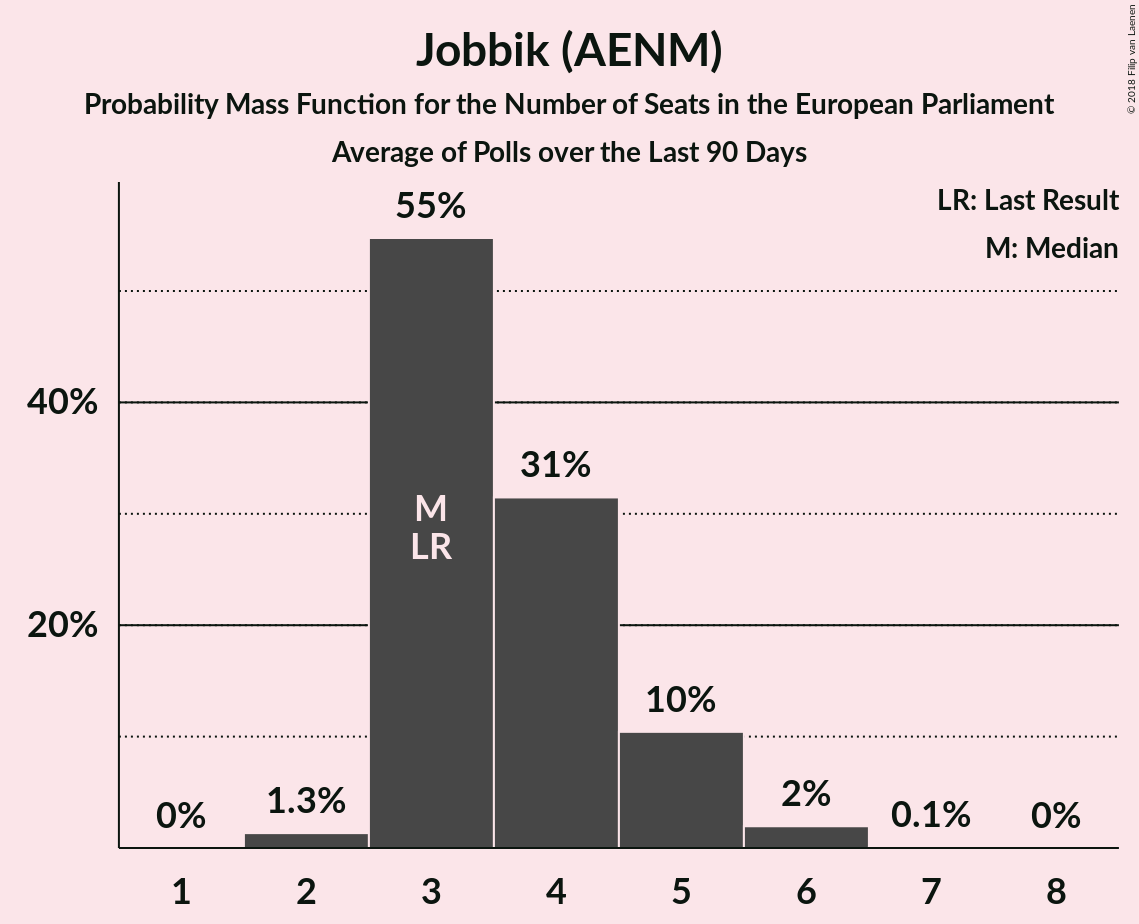 Jobbik (AENM)
Probability Mass Function for the Number of Seats in the European Parliament
Average of Polls over the Last 90 Days
© 2018 Filip van Laenen
LR: Last Result
M: Median
55%
40%
31%
M
LR
20%
10%
0%
1.3%
2%
0.1%
0%
1 2 3 4 5 6 7 8